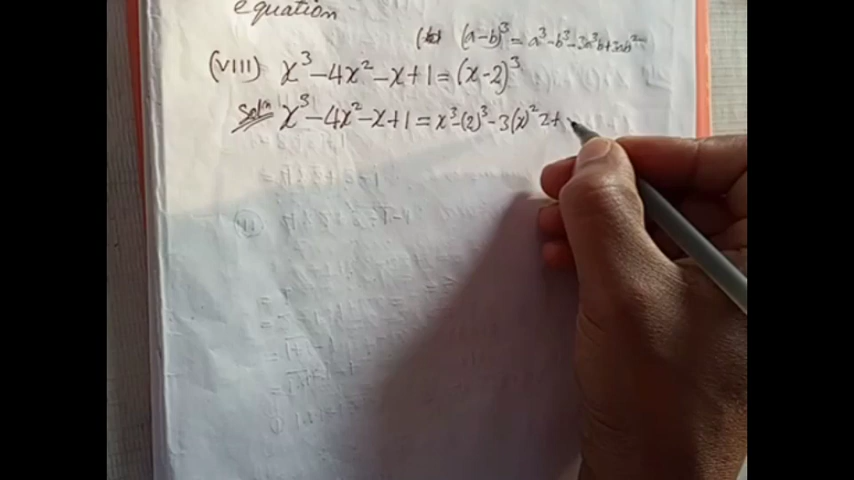 equation
(a-b)³ = a³-b³-3a²b+3ab²
(VIII) x³-4x²-x+1=(x-2)³
Solⁿ x³-4x²-x+1=x³-(2)³-3(x)²2+